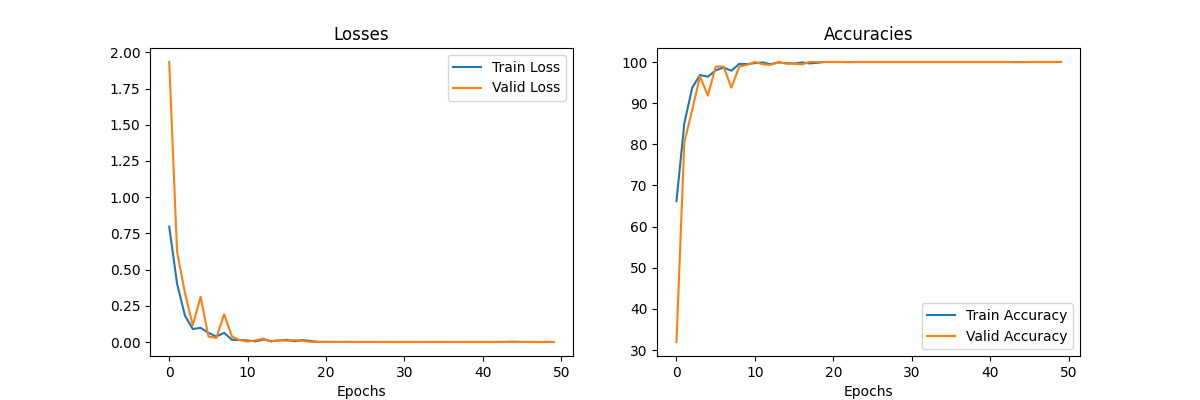 Losses
2.00
1.75
1.50
1.25
1.00
0.75
0.50
0.25
0.00
0 10 20 30 40 50
Epochs
Train Loss
Valid Loss
Accuracies
100
90
80
70
60
50
40
30
0 10 20 30 40 50
Epochs
Train Accuracy
Valid Accuracy